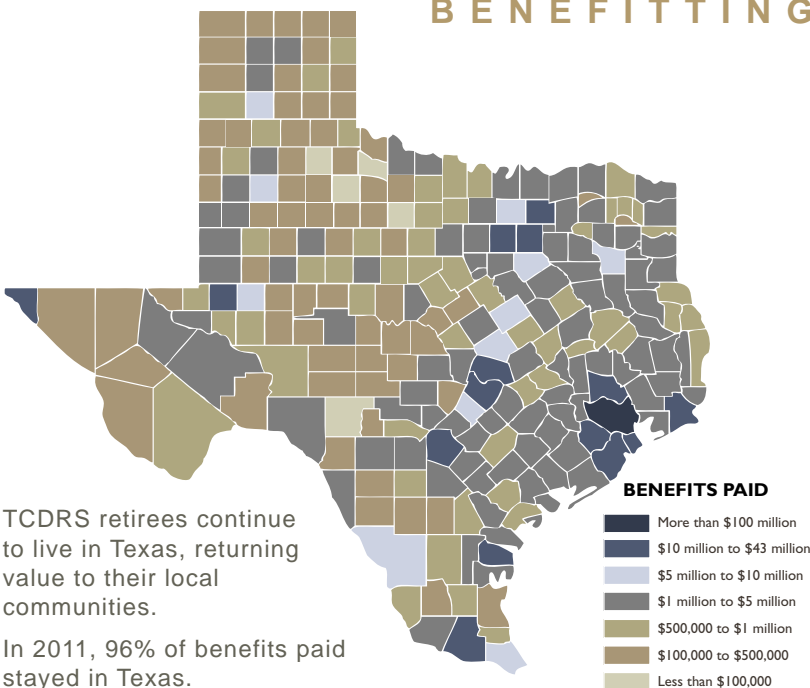 BENEFITTING
TCDRS retirees continue
to live in Texas, returning
value to their local
communities.
In 2011, 96% of benefits paid
stayed in Texas.
BENEFITS PAID
More than $100 million
$10 million to $43 million
$5 million to $10 million
$1 million to $5 million
$500,000 to $1 million
$100,000 to $500,000
Less than $100,000